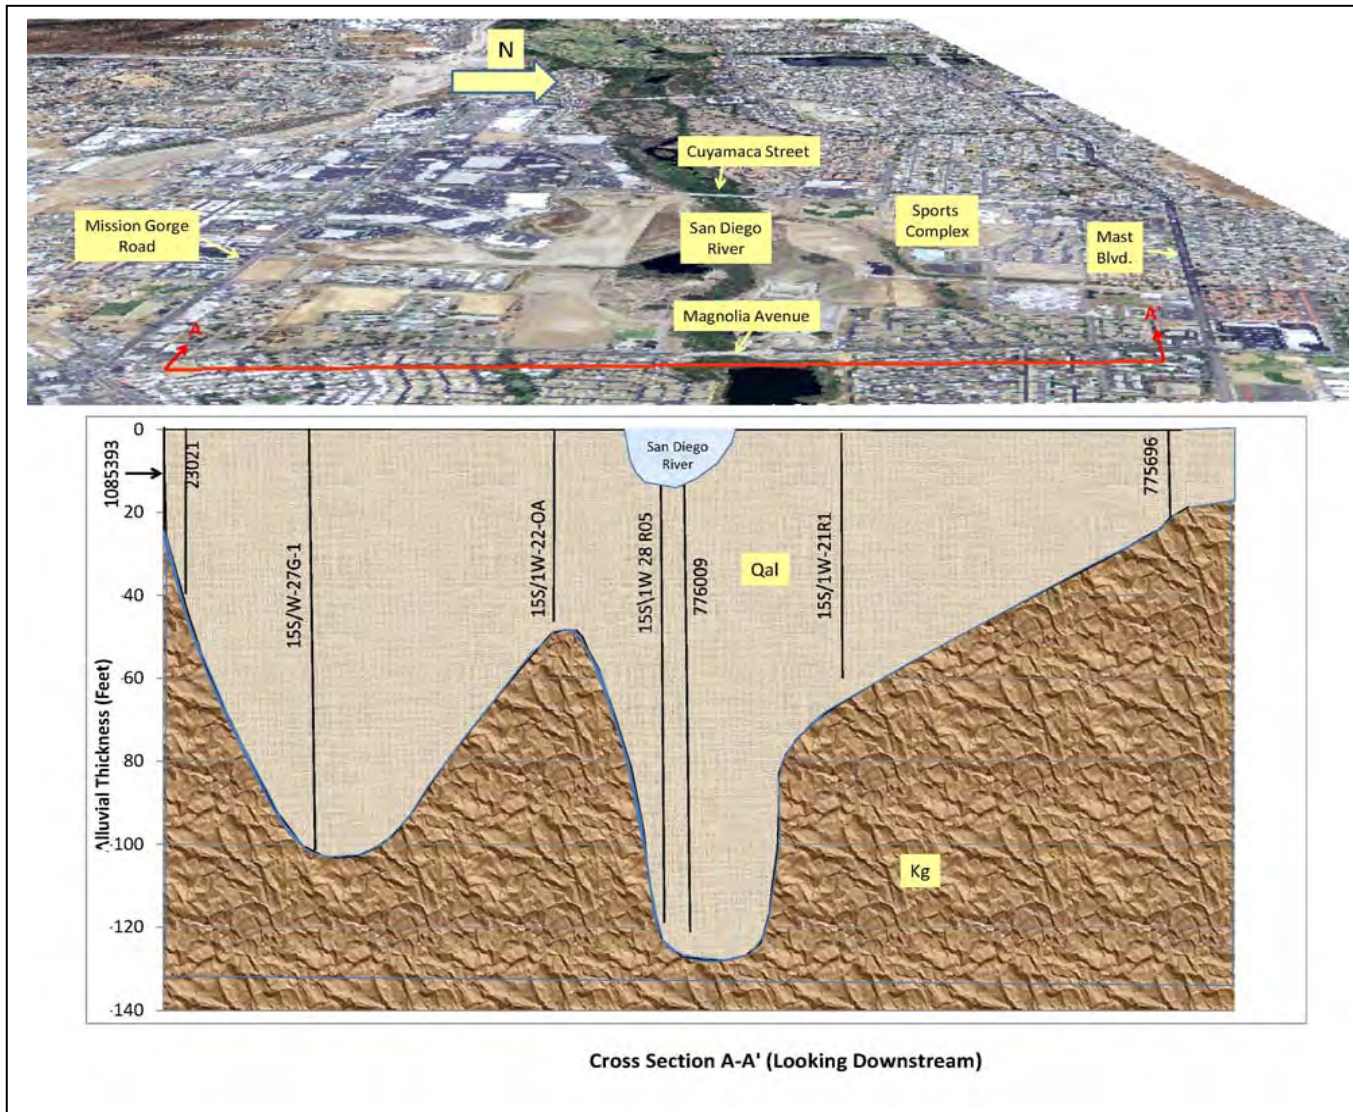 N
Cuyamaca Street
Mission Gorge
Road
San Diego
River
Sports
Complex
Mast
Blvd.
Magnolia Avenue
A
A'
0
20
40
60
80
-100
-120
-140
Alluvial Thickness (Feet)
1085393
23021
15S/W-27G-1
15S/1W-22-OA
San Diego
River
15S\1W 28 R05
776009
Qal
15S/1W-21R1
775696
Kg
Cross Section A-A' (Looking Downstream)